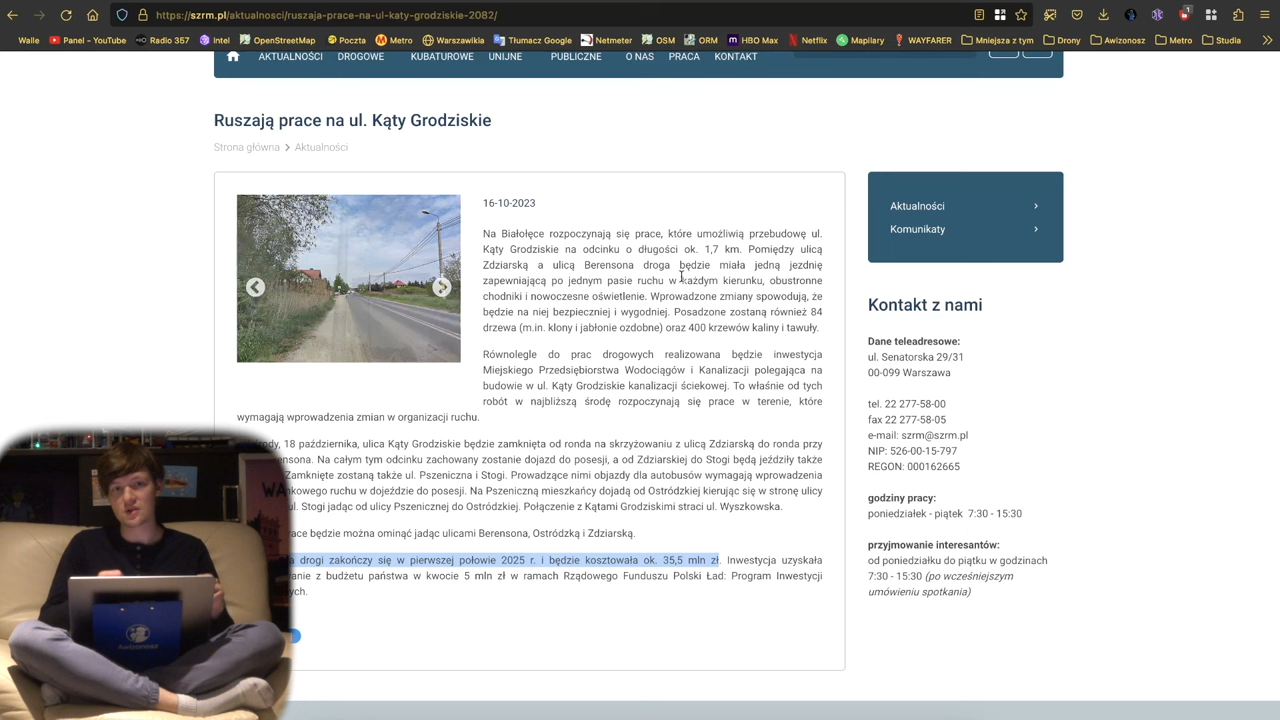 https://szrm.pl/aktualnosci/ruszaja-prace-na-ul-katy-grodziskie-2082/
Walle Panel - YouTube Radio 357 Intel OpenStreetMap Poczta Metro Warszawikia Tłumacz Google Netmeter OSM ORM HBO Max Netflix Mapilary WAYFARER Mniejsza z tym Drony Awizonosz Metro Studia
AKTUALNOŚCI DROGOWE KUBATUROWE UNIJNE PUBLICZNE O NAS PRACA KONTAKT
Ruszają prace na ul. Kąty Grodziskie
Strona główna > Aktualności
16-10-2023
Na Białołęce rozpoczynają się prace, które umożliwią przebudowę ul.
Kąty Grodziskie na odcinku o długości ok. 1,7 km. Pomiędzy ulicą
Zdziarską a ulicą Berensona droga będzie miała jedną jezdnię
zapewniającą po jednym pasie ruchu w każdym kierunku, obustronne
chodniki i nowoczesne oświetlenie. Wprowadzone zmiany spowodują, że
będzie na niej bezpieczniej i wygodniej. Posadzone zostaną również 84
drzewa (m.in. klony i jabłonie ozdobne) oraz 400 krzewów kaliny i tawuły.
Równolegle do prac drogowych realizowana będzie inwestycja
Miejskiego Przedsiębiorstwa Wodociągów i Kanalizacji polegająca na
budowie w ul. Kąty Grodziskie kanalizacji ściekowej. To właśnie od tych
robót w najbliższą środę rozpoczynają się prace w terenie, które
wymagają wprowadzenia zmian w organizacji ruchu.
18 października, ulica Kąty Grodziskie będzie zamknięta od ronda na skrzyżowaniu z ulicą Zdziarską do ronda przy
Na całym tym odcinku zachowany zostanie dojazd do posesji, a od Zdziarskiej do Stogi będą jeździły także
Zamknięte zostaną także ul. Pszeniczna i Stogi. Prowadzące nimi objazdy dla autobusów wymagają wprowadzenia
ruchu w dojeździe do posesji. Na Pszeniczną mieszkańcy dojadą od Ostródzkiej kierując się w stronę ulicy
ul. Stogi jadąc od ulicy Pszenicznej do Ostródzkiej. Połączenie z Kątami Grodziskimi straci ul. Wyszkowska.
prace będzie można ominąć jadąc ulicami Berensona, Ostródzką i Zdziarską.
drogi zakończy się w pierwszej połowie 2025 r. i będzie kosztowała ok. 35,5 mln zł. Inwestycja uzyskała
z budżetu państwa w kwocie 5 mln zł w ramach Rządowego Funduszu Polski Ład: Program Inwestycji
Aktualności
Komunikaty
Kontakt z nami
Dane teleadresowe:
ul. Senatorska 29/31
00-099 Warszawa
tel. 22 277-58-00
fax 22 277-58-05
e-mail: szrm@szrm.pl
NIP: 526-00-15-797
REGON: 000162665
godziny pracy:
poniedziałek - piątek 7:30 - 15:30
przyjmowanie interesantów:
od poniedziałku do piątku w godzinach
7:30 - 15:30 (po wcześniejszym
umówieniu spotkania)
Awizonosz